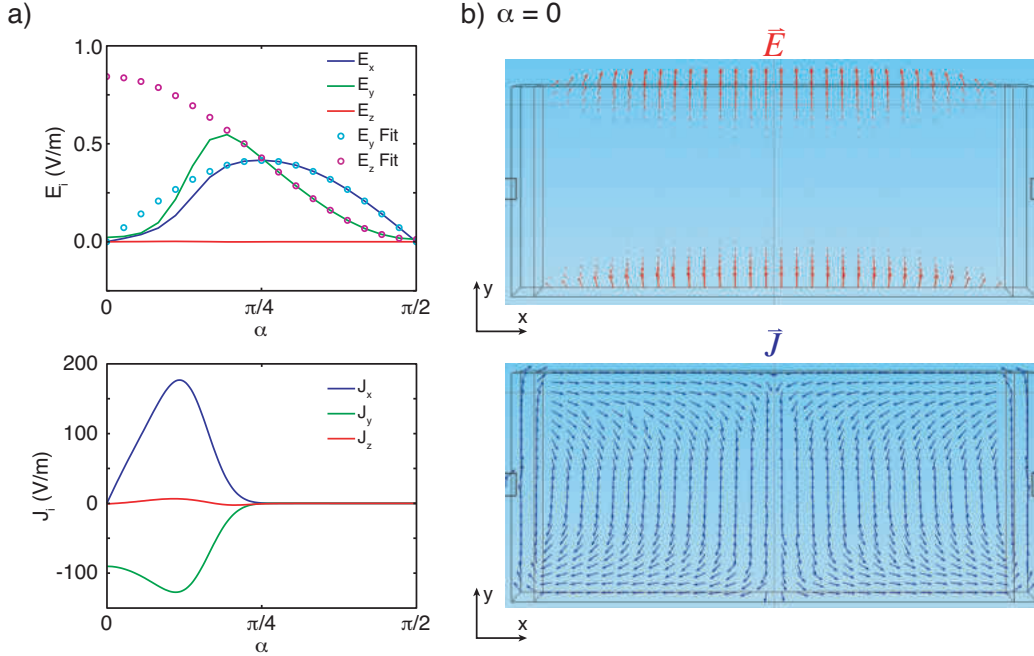 a)
b) α = 0
1.0
0.5
0.0
E_i (V/m)
E_x
E_y
E_z
E_y Fit
E_z Fit
0
π/4
π/2
α
200
100
0
-100
J_i (V/m)
J_x
J_y
J_z
0
π/4
π/2
α
E⃗
y
x
J⃗
y
x